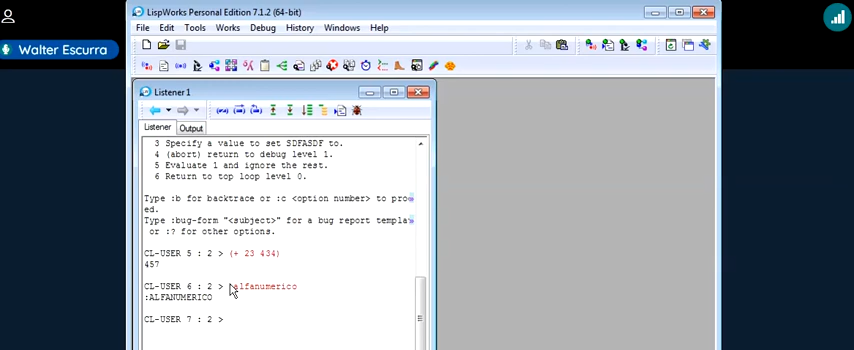 LispWorks Personal Edition 7.1.2 (64-bit)
File Edit Tools Works Debug History Windows Help
Walter Escurra
Listener 1
Listener Output
3 Specify a value to set SDFASDF to.
4 (abort) return to debug level 1.
5 Evaluate 1 and ignore the rest.
6 Return to top loop level 0.
Type :b for backtrace or :c <option number> to pro
ed.
Type :bug-form "<subject>" for a bug report templa
or :? for other options.
CL-USER 5 : 2 > (+ 23 434)
457
CL-USER 6 : 2 > alfanumerico
:ALFANUMERICO
CL-USER 7 : 2 >